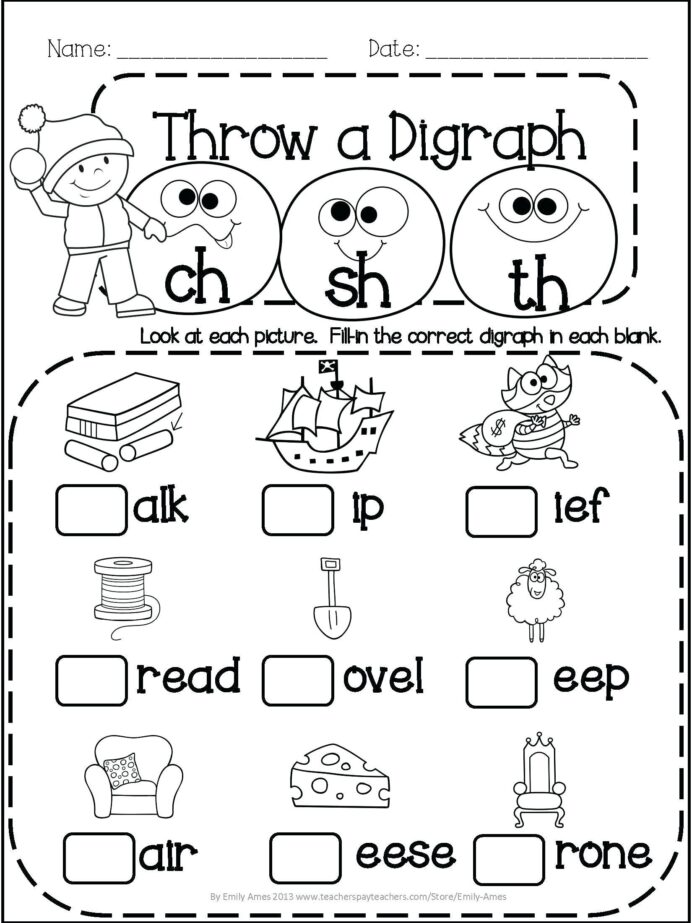 Name: ____________________ Date: ____________________
Throw a Digraph
ch sh th
Look at each picture. Fill-in the correct digraph in each blank.
alk ip ief
$
read ovel eep
air eese rone
By Emily Ames 2013 www.teacherspayteachers.com/Store/Emily-Ames